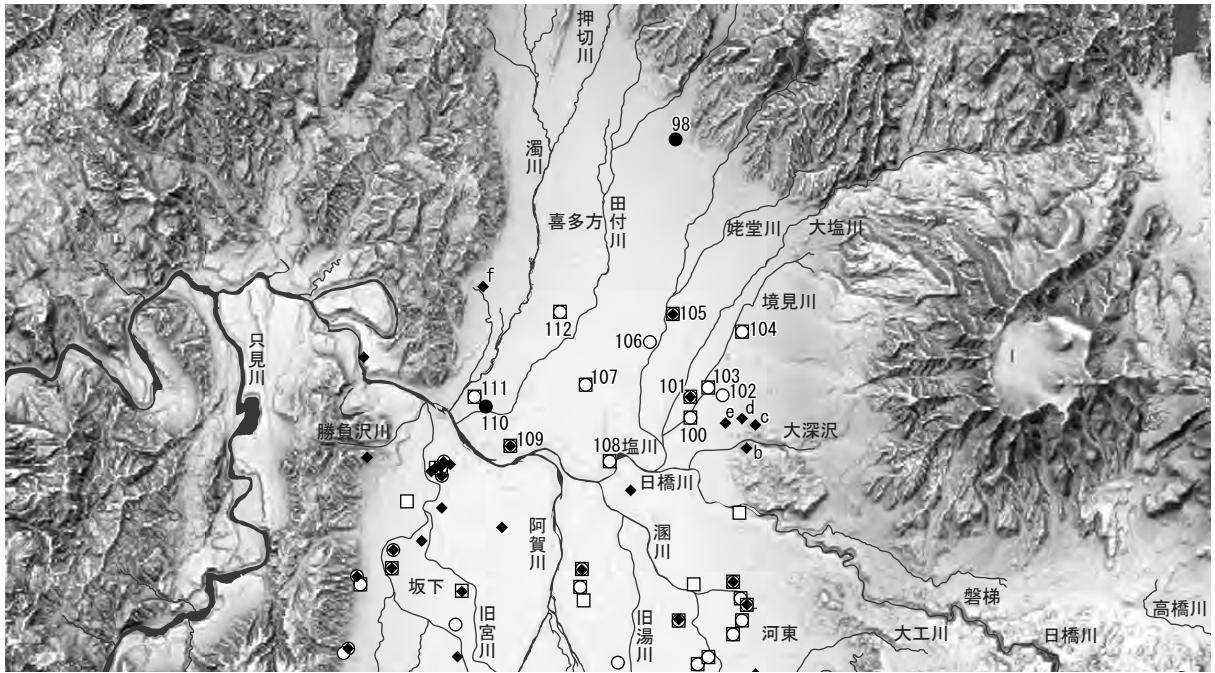 押切川
98
濁川
田付川
喜多方
姥堂川
大塩川
f
境見川
105
112
104
106
只見川
107
103
101
102
111
110
d
c
e
100
大深沢
勝負沢川
109
108
塩川
b
日橋川
阿賀川
溷川
坂下
磐梯
旧宮川
旧湯川
河東
大工川
高橋川
日橋川